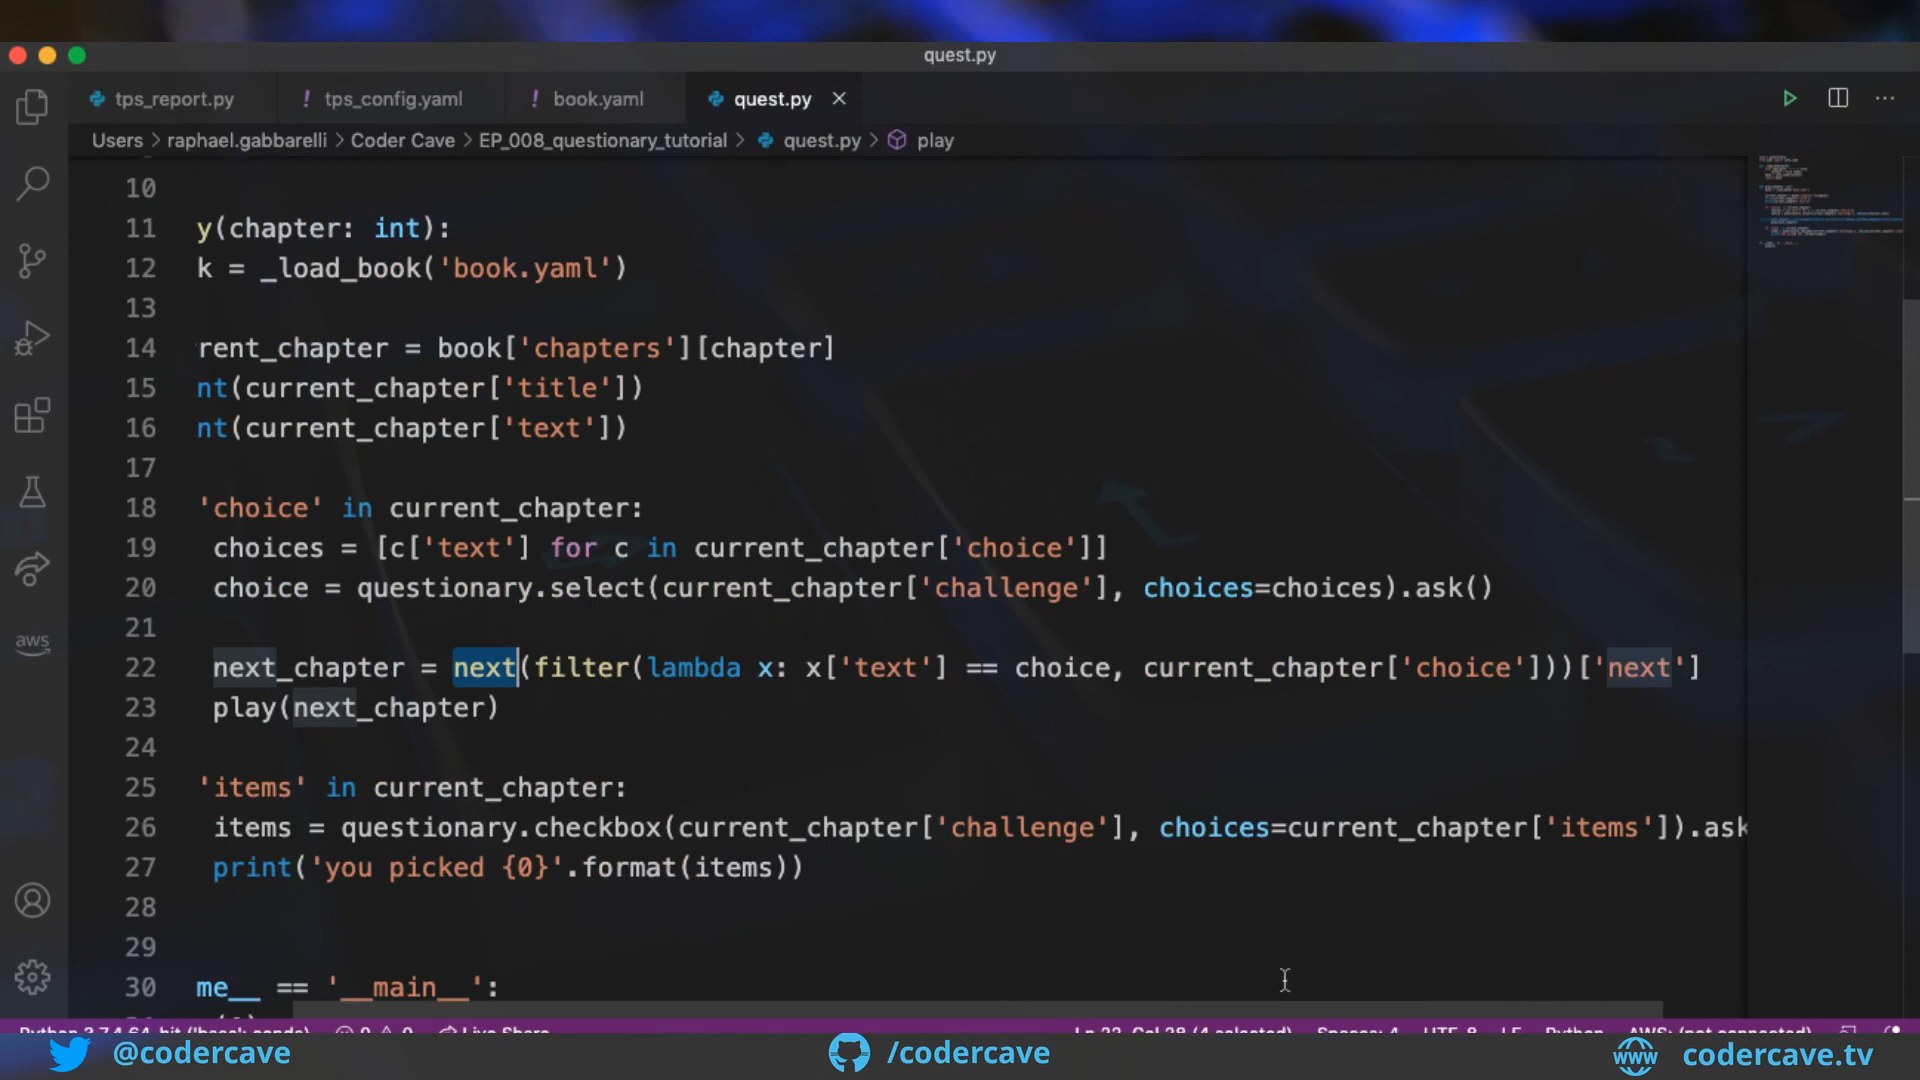 quest.py
tps_report.py
! tps_config.yaml
! book.yaml
quest.py
Users > raphael.gabbarelli > Coder Cave > EP_008_questionary_tutorial > quest.py > play
10
11 y(chapter: int):
12 k = _load_book('book.yaml')
13
14 rent_chapter = book['chapters'][chapter]
15 nt(current_chapter['title'])
16 nt(current_chapter['text'])
17
18 'choice' in current_chapter:
19 choices = [c['text'] for c in current_chapter['choice']]
20 choice = questionary.select(current_chapter['challenge'], choices=choices).ask()
21
22 next_chapter = next(filter(lambda x: x['text'] == choice, current_chapter['choice']))['next']
23 play(next_chapter)
24
25 'items' in current_chapter:
26 items = questionary.checkbox(current_chapter['challenge'], choices=current_chapter['items']).ask
27 print('you picked {0}'.format(items))
28
29
30 me__ == '__main__':
aws
@codercave
/codercave
www codercave.tv